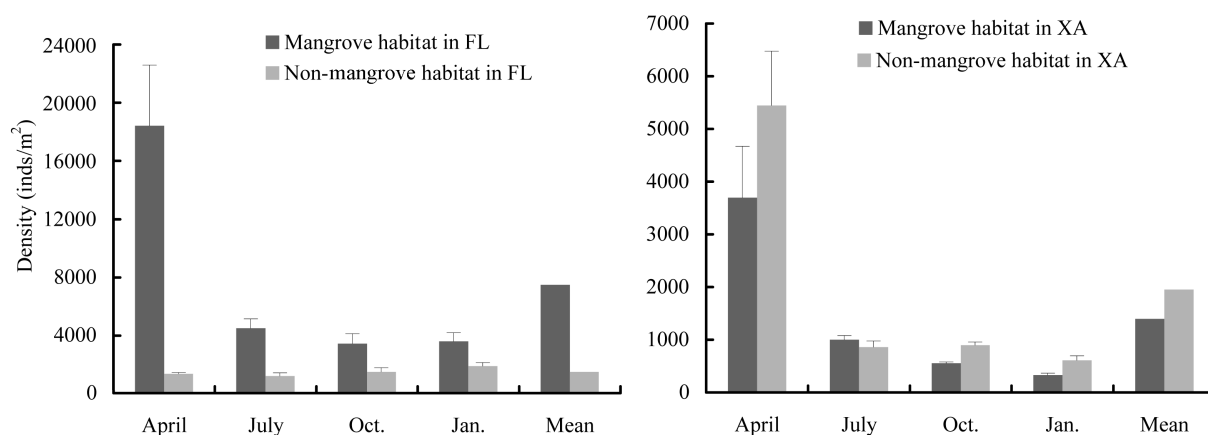 Density (inds/m²)
24000
20000
16000
12000
8000
4000
0
Mangrove habitat in FL
Non-mangrove habitat in FL
April July Oct. Jan. Mean
7000
6000
5000
4000
3000
2000
1000
0
Mangrove habitat in XA
Non-mangrove habitat in XA
April July Oct. Jan. Mean